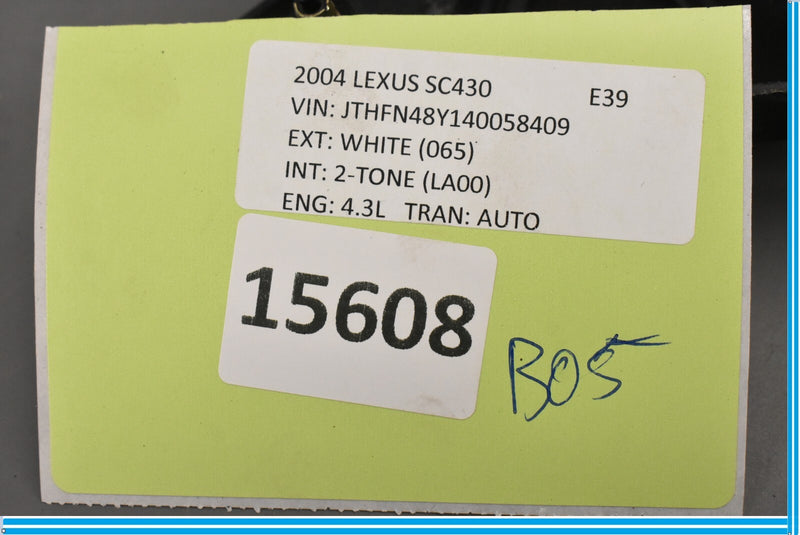 2004 LEXUS SC430 E39
VIN: JTHFN48Y140058409
EXT: WHITE (065)
INT: 2-TONE (LA00)
ENG: 4.3L TRAN: AUTO
15608
B05